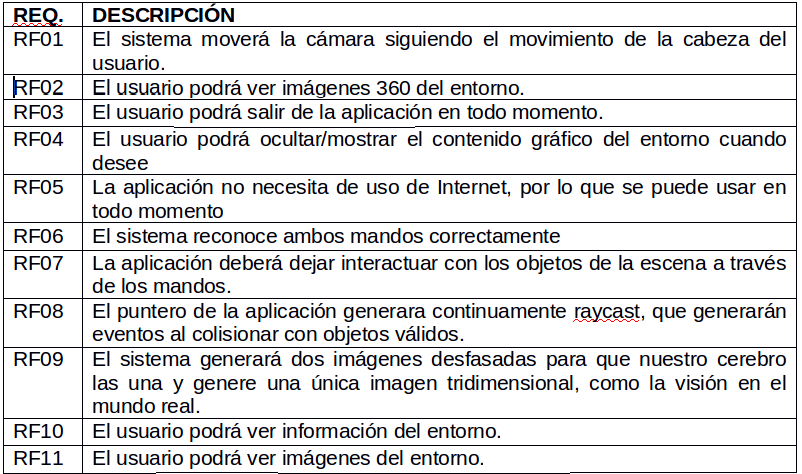 REQ. DESCRIPCIÓN
RF01 El sistema moverá la cámara siguiendo el movimiento de la cabeza del
usuario.
RF02 El usuario podrá ver imágenes 360 del entorno.
RF03 El usuario podrá salir de la aplicación en todo momento.
RF04 El usuario podrá ocultar/mostrar el contenido gráfico del entorno cuando
desee
RF05 La aplicación no necesita de uso de Internet, por lo que se puede usar en
todo momento
RF06 El sistema reconoce ambos mandos correctamente
RF07 La aplicación deberá dejar interactuar con los objetos de la escena a través
de los mandos.
RF08 El puntero de la aplicación generara continuamente raycast, que generarán
eventos al colisionar con objetos válidos.
RF09 El sistema generará dos imágenes desfasadas para que nuestro cerebro
las una y genere una única imagen tridimensional, como la visión en el
mundo real.
RF10 El usuario podrá ver información del entorno.
RF11 El usuario podrá ver imágenes del entorno.